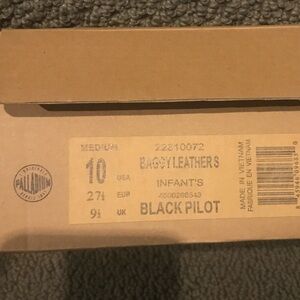 MEDIUM
22810072
10 USA
BAGGY LEATHERS
27½ EUR
INFANT'S
9½ UK
BLACK PILOT
MADE IN VIETNAM
FABRIQUE EN VIETNAM
PALLADIUM